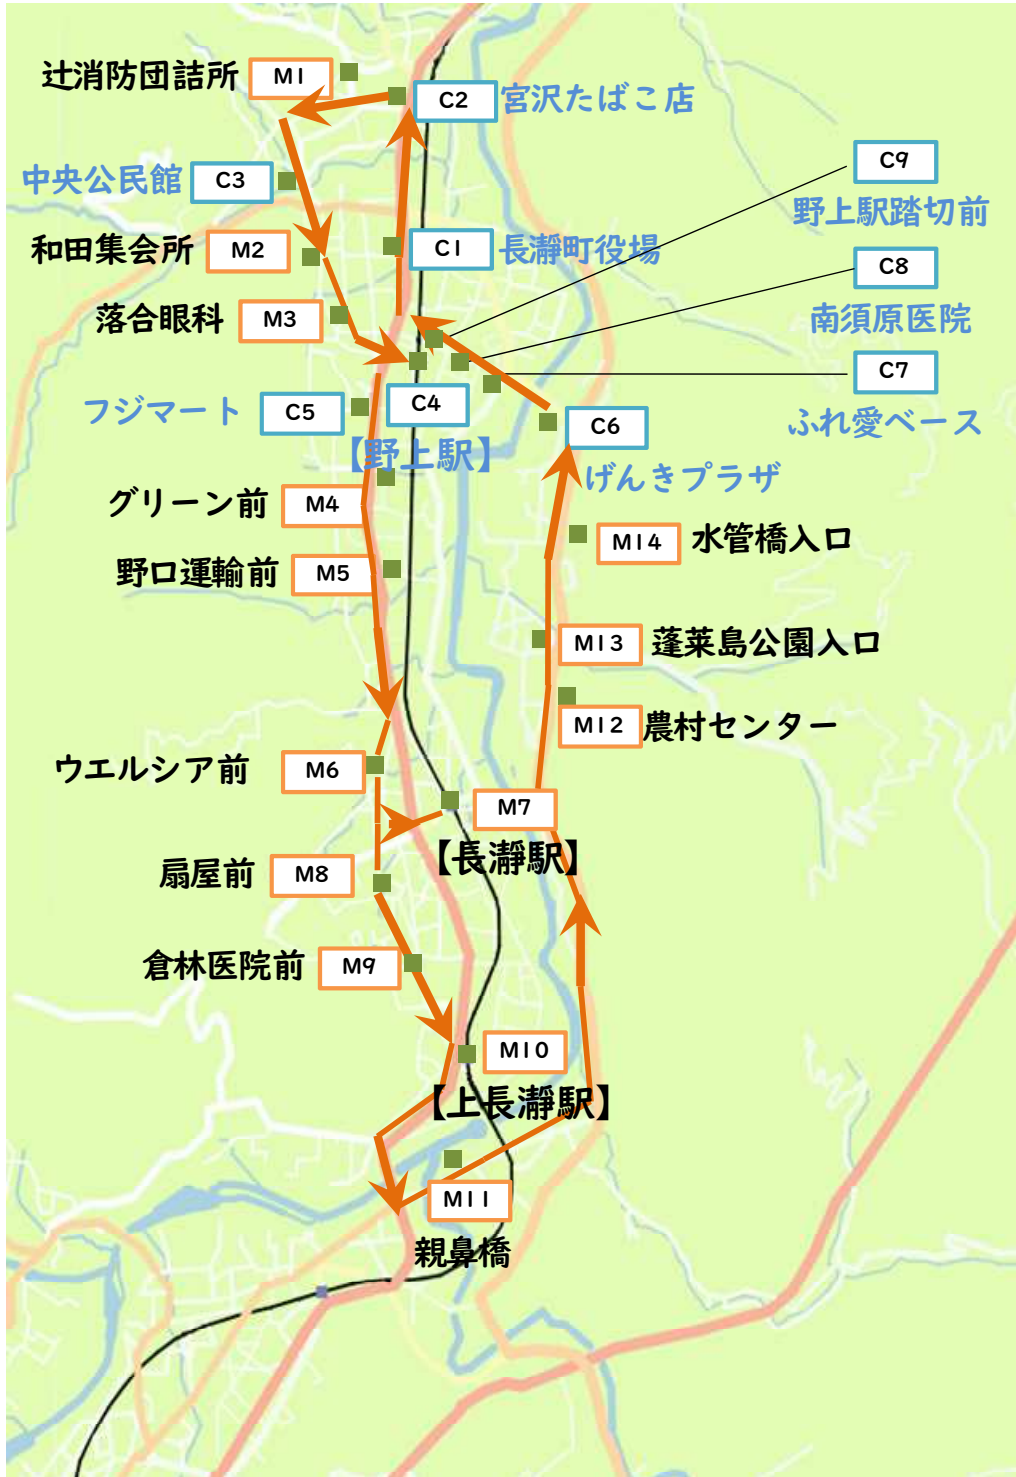 辻消防団詰所 M1
C2 宮沢たばこ店
中央公民館 C3
C9
野上駅踏切前
和田集会所 M2
C1 長瀞町役場
C8
南須原医院
落合眼科 M3
C7
ふれ愛ベース
フジマート C5
C4
【野上駅】
C6
げんきプラザ
グリーン前 M4
M14 水管橋入口
野口運輸前 M5
M13 蓬莱島公園入口
M12 農村センター
ウエルシア前 M6
M7
【長瀞駅】
扇屋前 M8
倉林医院前 M9
M10
【上長瀞駅】
M11
親鼻橋